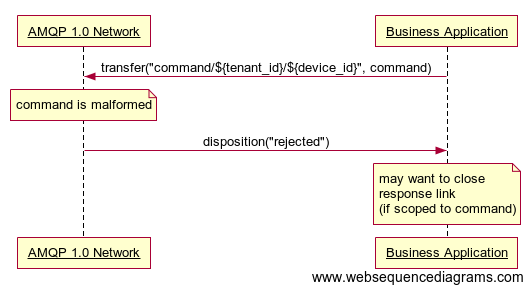 AMQP 1.0 Network
Business Application
transfer("command/${tenant_id}/${device_id}", command)
command is malformed
disposition("rejected")
may want to close
response link
(if scoped to command)
AMQP 1.0 Network
Business Application
www.websequencediagrams.com